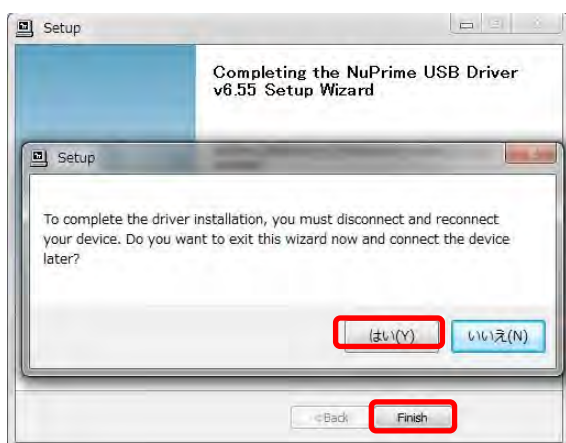 Setup
Completing the NuPrime USB Driver
v6.55 Setup Wizard
Setup
To complete the driver installation, you must disconnect and reconnect
your device. Do you want to exit this wizard now and connect the device
later?
はい(Y)
いいえ(N)
< Back
Finish